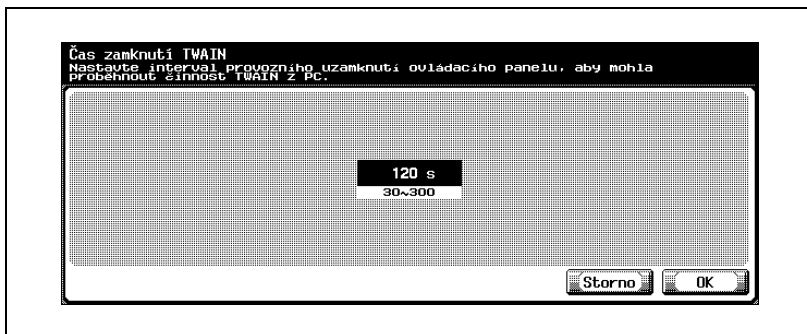 Čas zamknutí TWAIN
Nastavte interval provozního uzamknutí ovládacího panelu, aby mohla
proběhnout činnost TWAIN z PC.
120 s
30~300
Storno OK